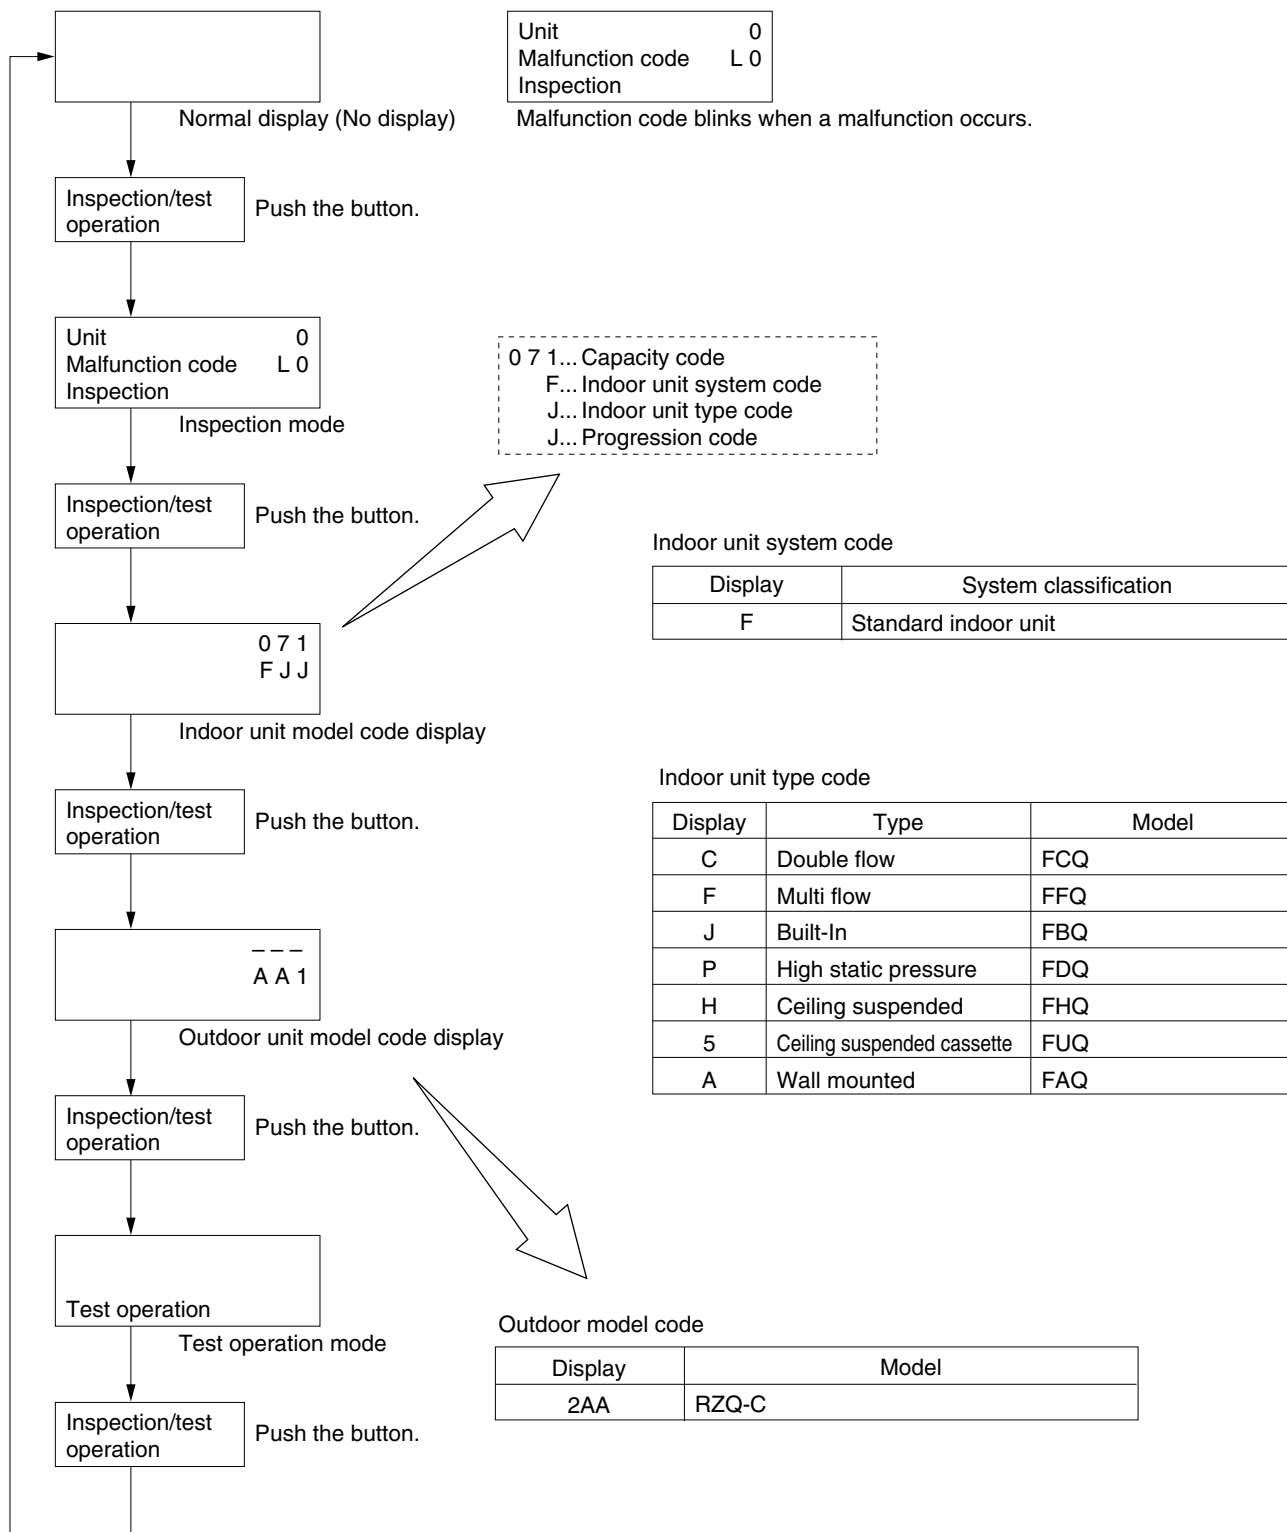 Unit 0
Malfunction code L 0
Inspection
Normal display (No display)
Malfunction code blinks when a malfunction occurs.
Inspection/test
operation
Push the button.
Unit 0
Malfunction code L 0
Inspection
Inspection mode
0 7 1... Capacity code
F... Indoor unit system code
J... Indoor unit type code
J... Progression code
Inspection/test
operation
Push the button.
Indoor unit system code
Display System classification
F Standard indoor unit
0 7 1
F J J
Indoor unit model code display
Indoor unit type code
Display Type Model
C Double flow FCQ
F Multi flow FFQ
J Built-In FBQ
P High static pressure FDQ
H Ceiling suspended FHQ
5 Ceiling suspended cassette FUQ
A Wall mounted FAQ
Inspection/test
operation
Push the button.
– – –
A A 1
Outdoor unit model code display
Inspection/test
operation
Push the button.
Test operation
Test operation mode
Outdoor model code
Display Model
2AA RZQ-C
Inspection/test
operation
Push the button.